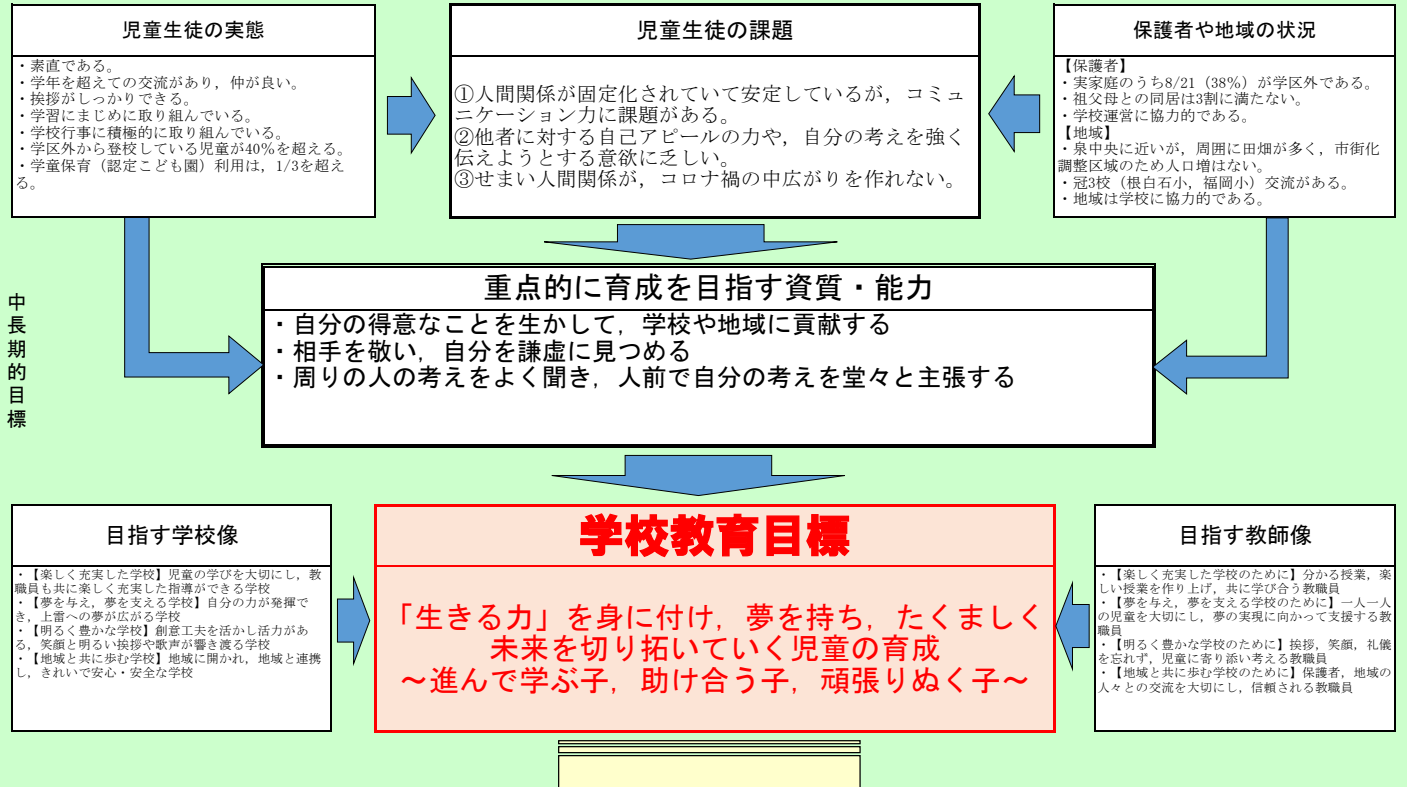 児童生徒の実態
・素直である。
・学年を超えての交流があり，仲が良い。
・挨拶がしっかりできる。
・学習にまじめに取り組んでいる。
・学校行事に積極的に取り組んでいる。
・学区外から登校している児童が40%を超える。
・学童保育（認定こども園）利用は，1/3を超え
る。
児童生徒の課題
①人間関係が固定化されていて安定しているが，コミュ
ニケーション力に課題がある。
②他者に対する自己アピールの力や，自分の考えを強く
伝えようとする意欲に乏しい。
③せまい人間関係が，コロナ禍の中広がりを作れない。
保護者や地域の状況
【保護者】
・実家庭のうち8/21（38%）が学区外である。
・祖父母との同居は3割に満たない。
・学校運営に協力的である。
【地域】
・泉中央に近いが，周囲に田畑が多く，市街化
調整区域のため人口増はない。
・冠3校（根白石小，福岡小）交流がある。
・地域は学校に協力的である。
中長期的目標
重点的に育成を目指す資質・能力
・自分の得意なことを生かして，学校や地域に貢献する
・相手を敬い，自分を謙虚に見つめる
・周りの人の考えをよく聞き，人前で自分の考えを堂々と主張する
目指す学校像
・【楽しく充実した学校】児童の学びを大切にし，教
職員も共に楽しく充実した指導ができる学校
・【夢を与え，夢を支える学校】自分の力が発揮で
き，上雷への夢が広がる学校
・【明るく豊かな学校】創意工夫を活かし活力があ
る，笑顔と明るい挨拶や歌声が響き渡る学校
・【地域と共に歩む学校】地域に開かれ，地域と連携
し，きれいで安心・安全な学校
学校教育目標
「生きる力」を身に付け，夢を持ち，たくましく
未来を切り拓いていく児童の育成
～進んで学ぶ子，助け合う子，頑張りぬく子～
目指す教師像
・【楽しく充実した学校のために】分かる授業，楽
しい授業を作り上げ，共に学び合う教職員
・【夢を与え，夢を支える学校のために】一人一人
の児童を大切にし，夢の実現に向かって支援する教
職員
・【明るく豊かな学校のために】挨拶，笑顔，礼儀
を忘れず，児童に寄り添い考える教職員
・【地域と共に歩む学校のために】保護者，地域の
人々との交流を大切にし，信頼される教職員